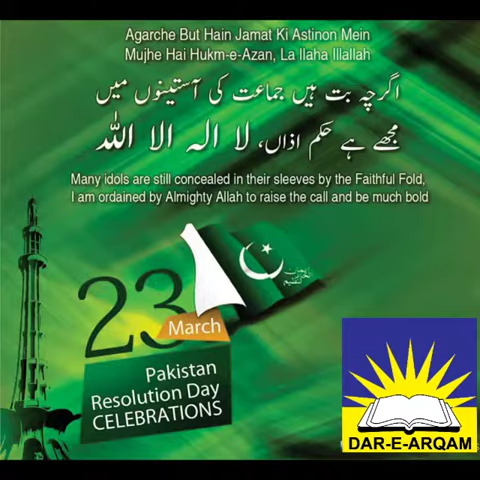 Agarche But Hain Jamat Ki Astinon Mein
Mujhe Hai Hukm-e-Azan, La Ilaha Illallah
اگرچہ بت ہیں جماعت کی آستینوں میں
مجھے ہے حکم اذاں، لا الہ الا اللہ
Many idols are still concealed in their sleeves by the Faithful Fold,
I am ordained by Almighty Allah to raise the call and be much bold
23
March
Pakistan
Resolution Day
CELEBRATIONS
DAR-E-ARQAM